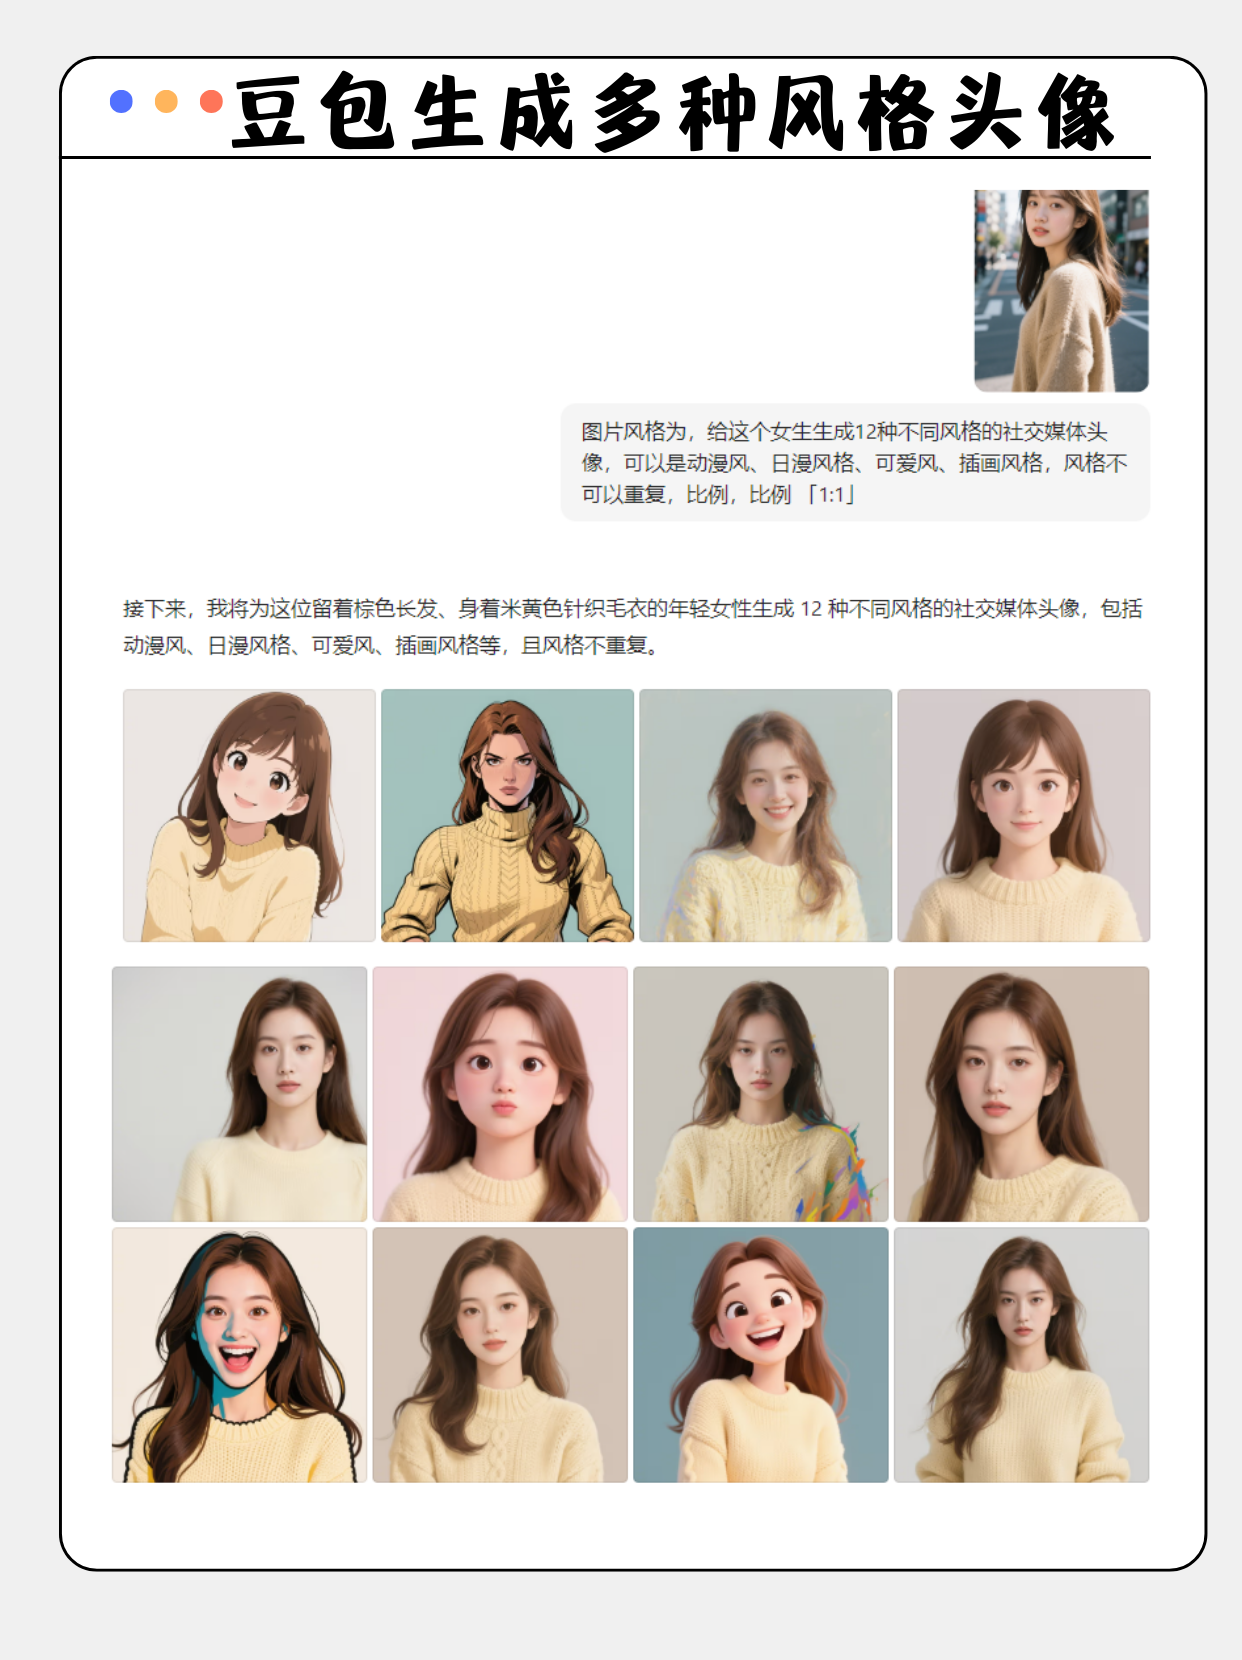 豆包生成多种风格头像
图片风格为，给这个女生生成12种不同风格的社交媒体头
像，可以是动漫风、日漫风格、可爱风、插画风格，风格不
可以重复，比例，比例 「1:1」
接下来，我将为这位留着棕色长发、身着米黄色针织毛衣的年轻女性生成 12 种不同风格的社交媒体头像，包括
动漫风、日漫风格、可爱风、插画风格等，且风格不重复。